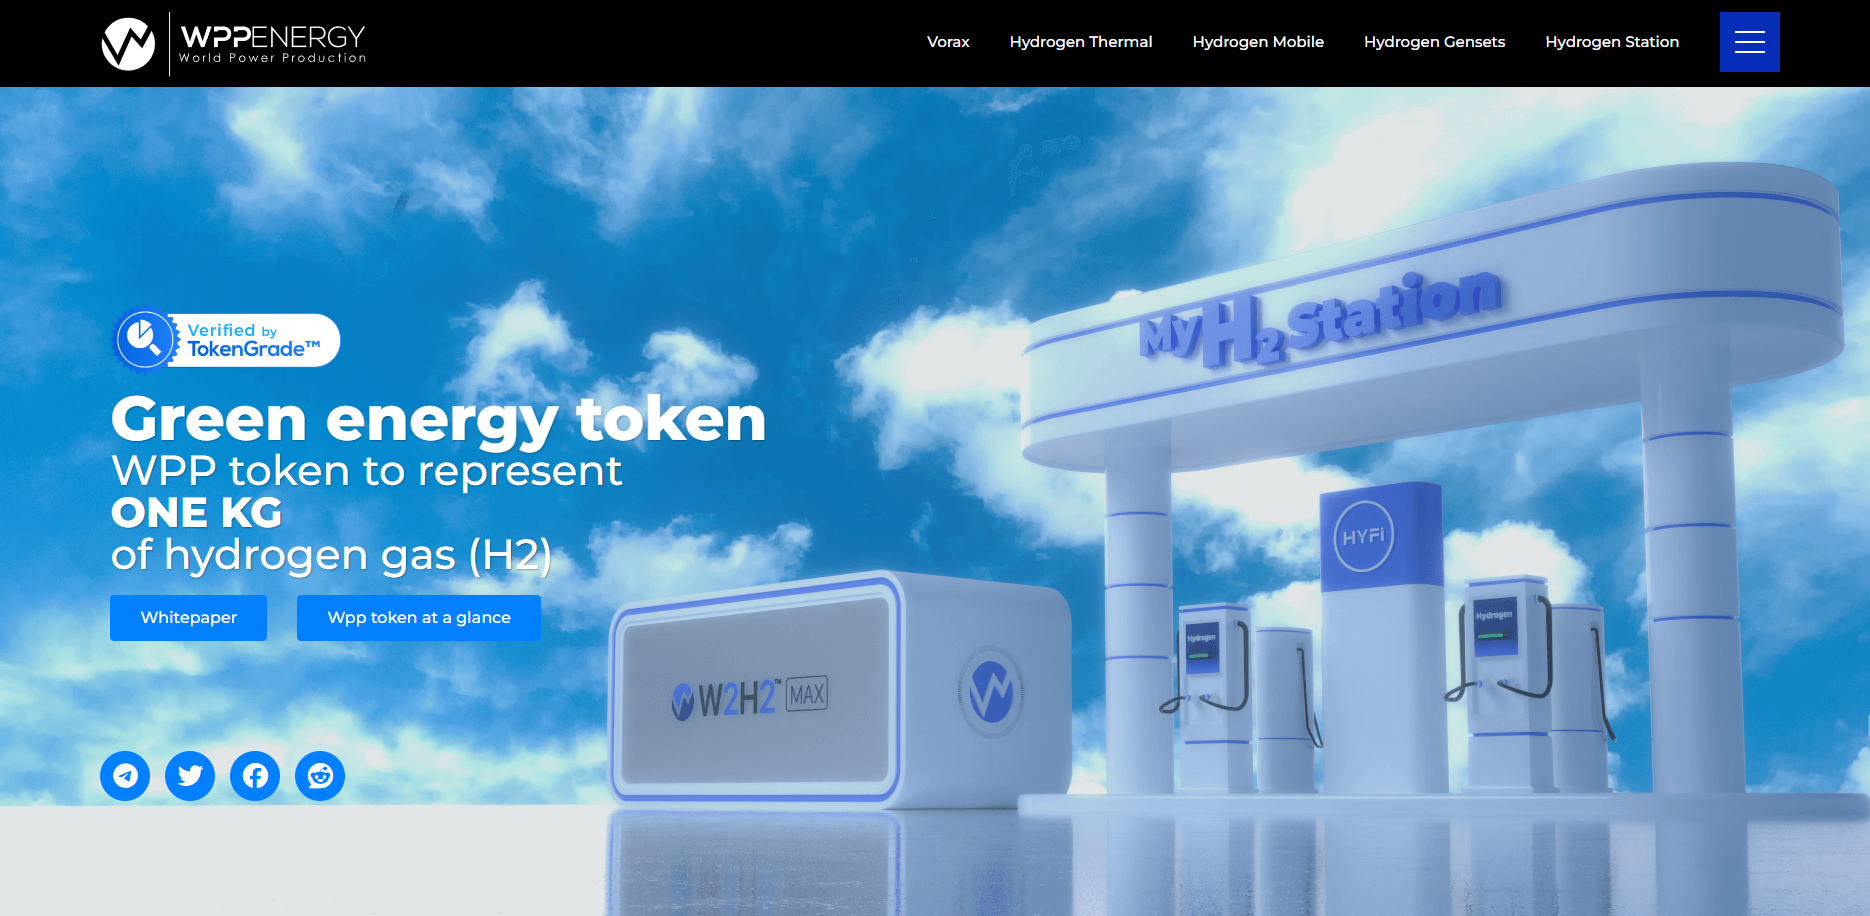 WPPENERGY
World Power Production
Vorax
Hydrogen Thermal
Hydrogen Mobile
Hydrogen Gensets
Hydrogen Station
Verified by
TokenGrade™
Green energy token
WPP token to represent
ONE KG
of hydrogen gas (H2)
Whitepaper
Wpp token at a glance
My H2 Station
HYFi
Hydrogen
Hydrogen
W2H2™ MAX